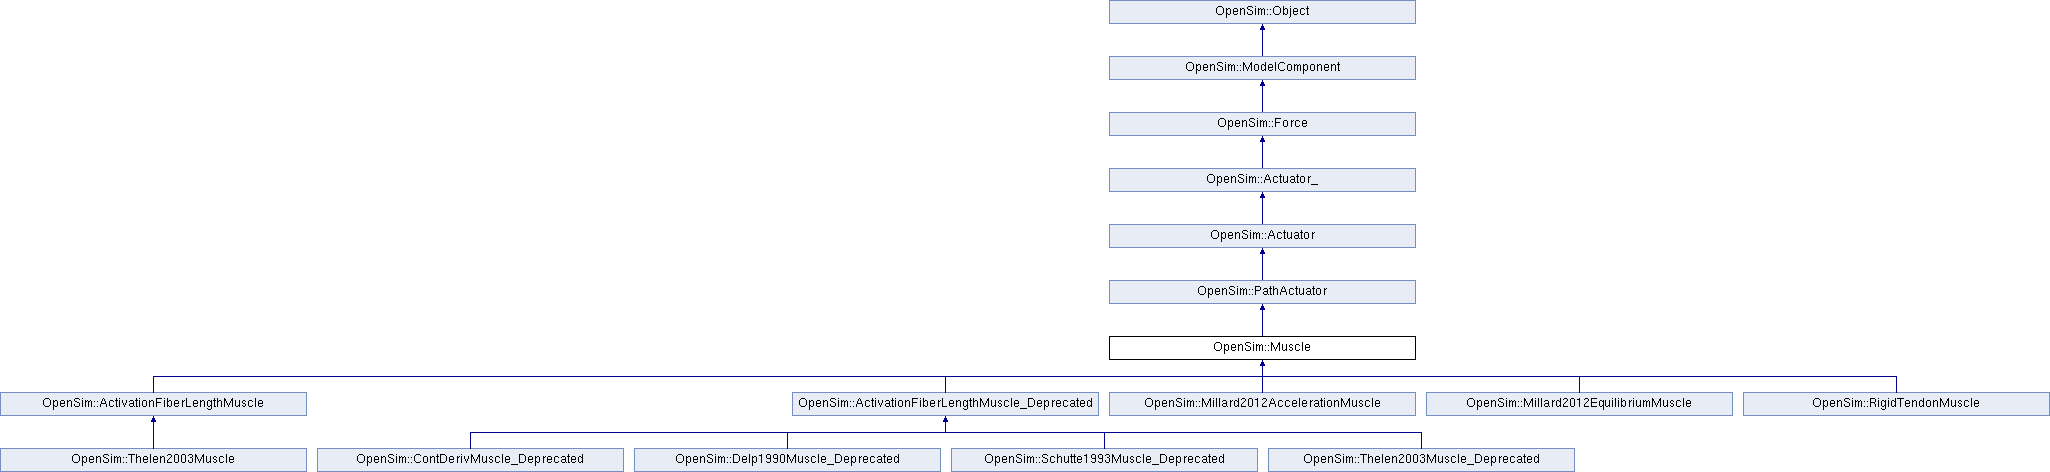 OpenSim::Object
OpenSim::ModelComponent
OpenSim::Force
OpenSim::Actuator_
OpenSim::Actuator
OpenSim::PathActuator
OpenSim::Muscle
OpenSim::ActivationFiberLengthMuscle
OpenSim::ActivationFiberLengthMuscle_Deprecated
OpenSim::Millard2012AccelerationMuscle
OpenSim::Millard2012EquilibriumMuscle
OpenSim::RigidTendonMuscle
OpenSim::Thelen2003Muscle
OpenSim::ContDerivMuscle_Deprecated
OpenSim::Delp1990Muscle_Deprecated
OpenSim::Schutte1993Muscle_Deprecated
OpenSim::Thelen2003Muscle_Deprecated